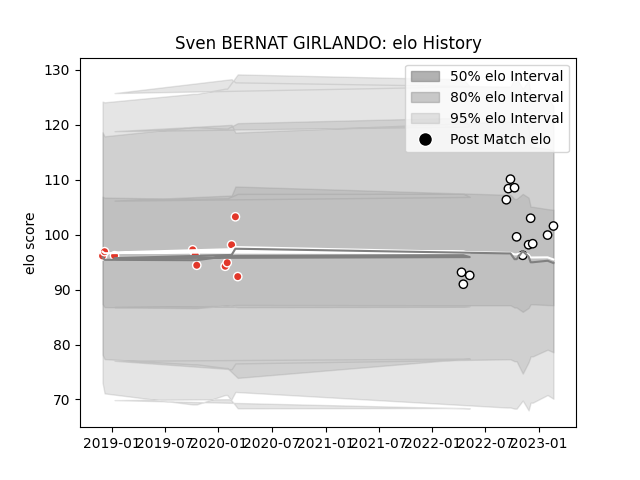 Sven BERNAT GIRLANDO: elo History
130
120
110
100
90
80
70
elo score
50% elo Interval
80% elo Interval
95% elo Interval
Post Match elo
2019-01
2019-07
2020-01
2020-07
2021-01
2021-07
2022-01
2022-07
2023-01